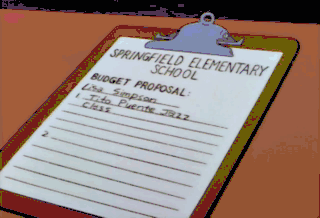 SPRINGFIELD ELEMENTARY
SCHOOL
BUDGET PROPOSAL:
Lisa Simpson
1. Tito Puente Jazz
class
2.